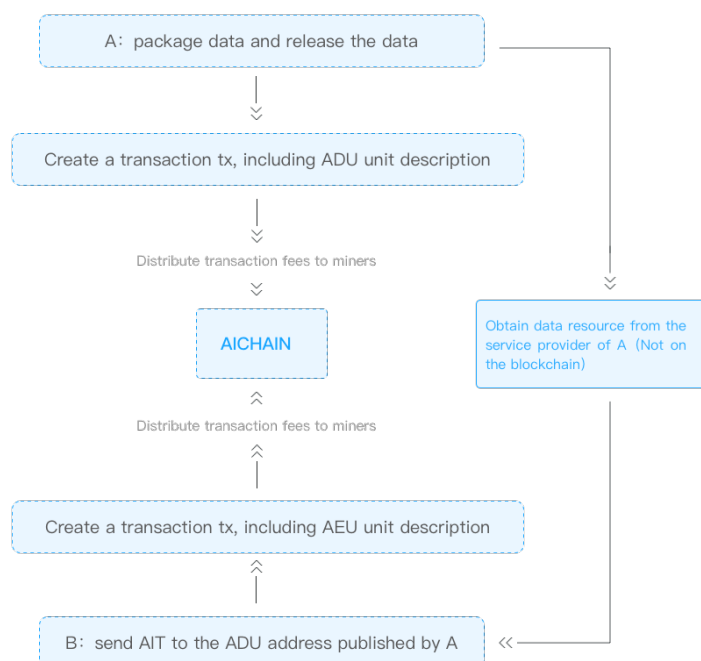 A：package data and release the data
Create a transaction tx, including ADU unit description
Distribute transaction fees to miners
AICHAIN
Obtain data resource from the
service provider of A（Not on
the blockchain）
Distribute transaction fees to miners
Create a transaction tx, including AEU unit description
B：send AIT to the ADU address published by A